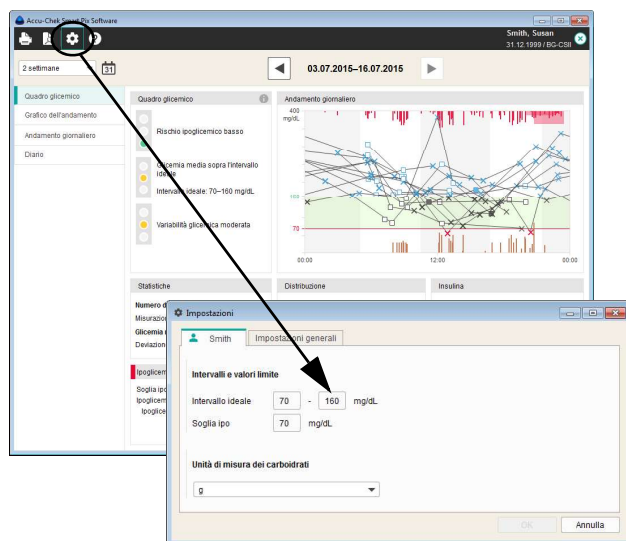 Accu-Chek Smart Pix Software
Smith, Susan
31.12.1999 / BG-CSII
2 settimane
31
03.07.2015–16.07.2015
Quadro glicemico
Grafico dell'andamento
Andamento giornaliero
Diario
Quadro glicemico
Rischio ipoglicemico basso
Glicemia media sopra l'intervallo
ideale
Intervallo ideale: 70–160 mg/dL
Variabilità glicemica moderata
Andamento giornaliero
400
mg/dL
70
00:00
12:00
00:00
Statistiche
Distribuzione
Insulina
Numero d
Misurazion
Glicemia
Deviazion
Ipoglicem
Soglia ipo
Ipoglicem
Ipoglice
Impostazioni
Smith
Impostazioni generali
Intervalli e valori limite
Intervallo ideale 70 - 160 mg/dL
Soglia ipo 70 mg/dL
Unità di misura dei carboidrati
g
OK
Annulla